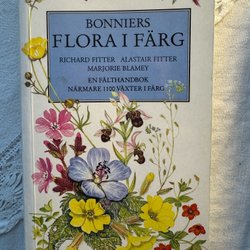 BONNIERS
FLORA I FÄRG
RICHARD FITTER ALASTAIR FITTER
MARJORIE BLAMEY
EN FÄLTHANDBOK
NÄRMARE 1100 VÄXTER I FÄRG